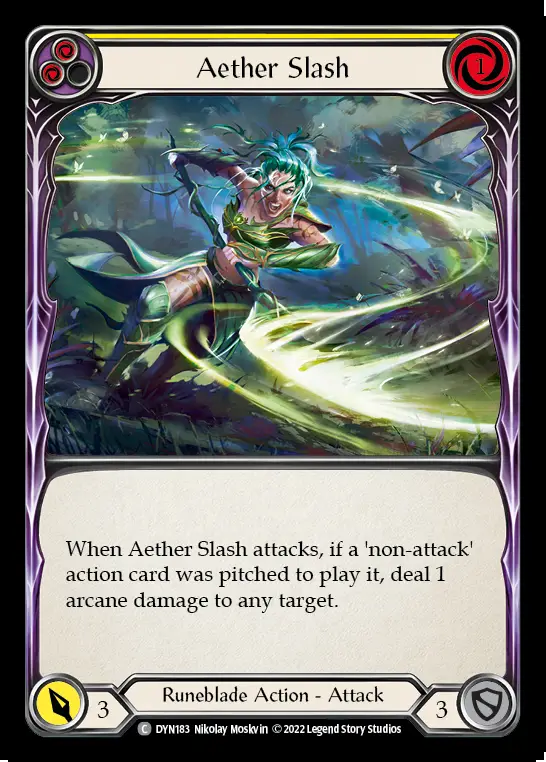 Aether Slash
1
When Aether Slash attacks, if a 'non-attack'
action card was pitched to play it, deal 1
arcane damage to any target.
3
Runeblade Action - Attack
3
C DYN183 Nikolay Moskvin © 2022 Legend Story Studios